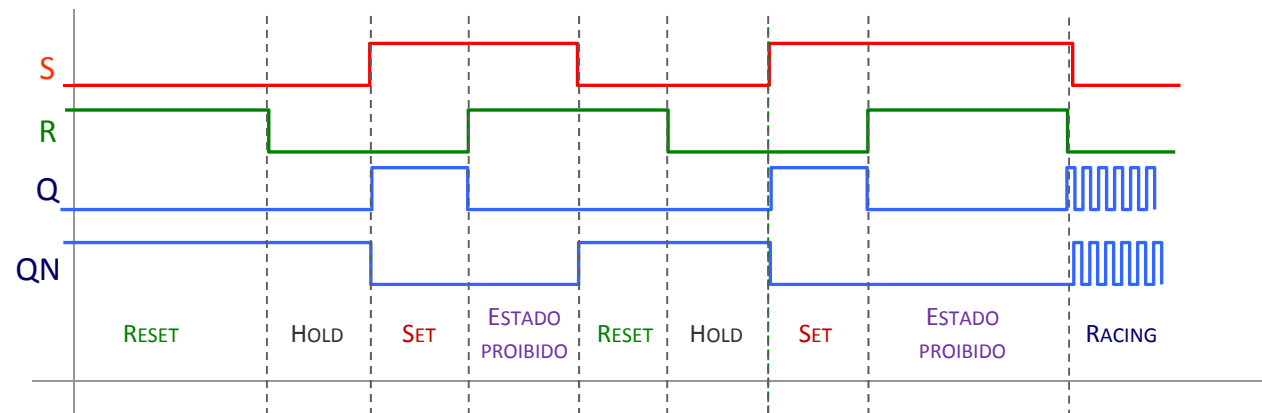 S
R
Q
QN
RESET
HOLD
SET
ESTADO
PROIBIDO
RESET
HOLD
SET
ESTADO
PROIBIDO
RACING